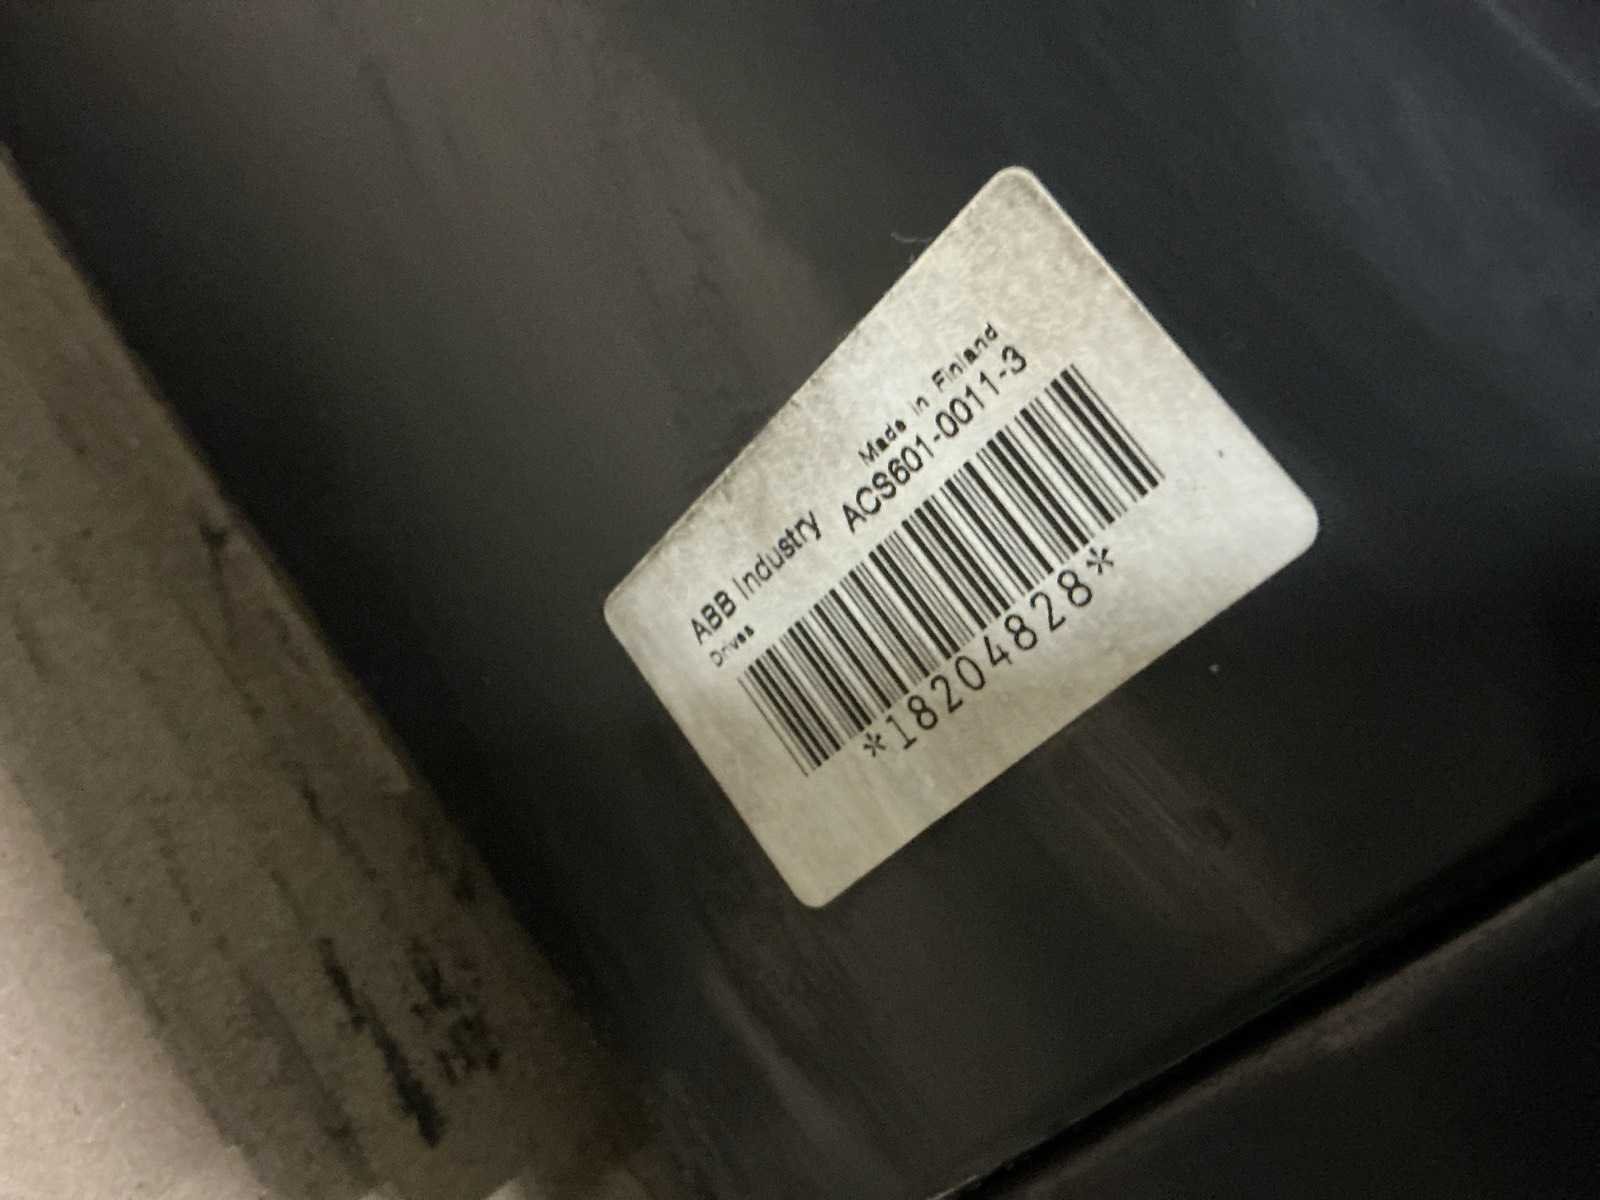 ABB Industry
Drives
Made in Finland
ACS601-0011-3
*18204828*